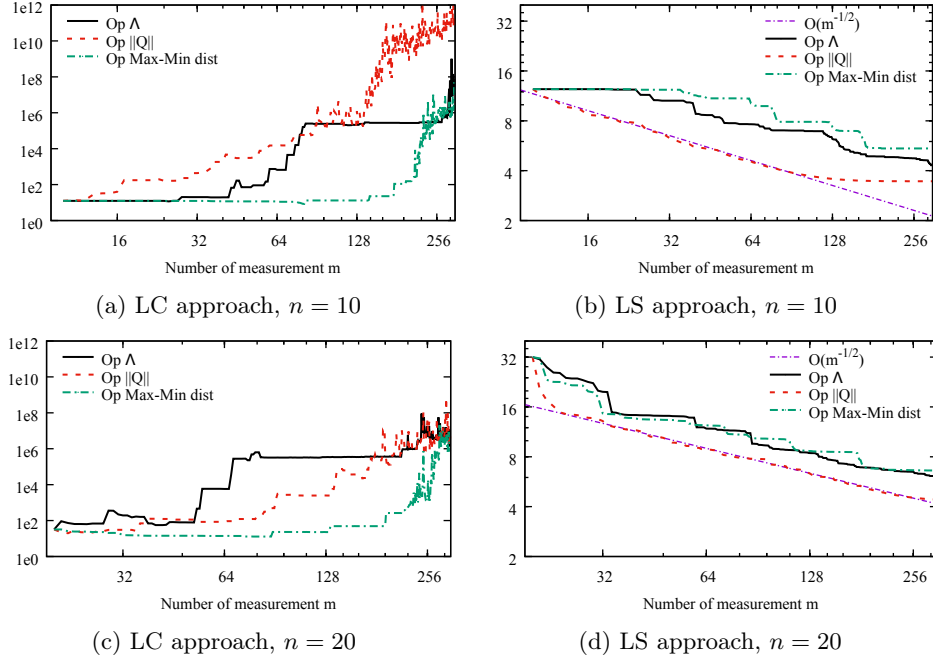 1e12
1e10
1e8
1e6
1e4
1e2
1e0
Op Λ
Op ||Q||
Op Max-Min dist
16
32
64
128
256
Number of measurement m
(a) LC approach, n = 10
32
16
8
4
2
O(m^{-1/2})
Op Λ
Op ||Q||
Op Max-Min dist
16
32
64
128
256
Number of measurement m
(b) LS approach, n = 10
1e12
1e10
1e8
1e6
1e4
1e2
1e0
Op Λ
Op ||Q||
Op Max-Min dist
32
64
128
256
Number of measurement m
(c) LC approach, n = 20
32
16
8
4
2
O(m^{-1/2})
Op Λ
Op ||Q||
Op Max-Min dist
32
64
128
256
Number of measurement m
(d) LS approach, n = 20